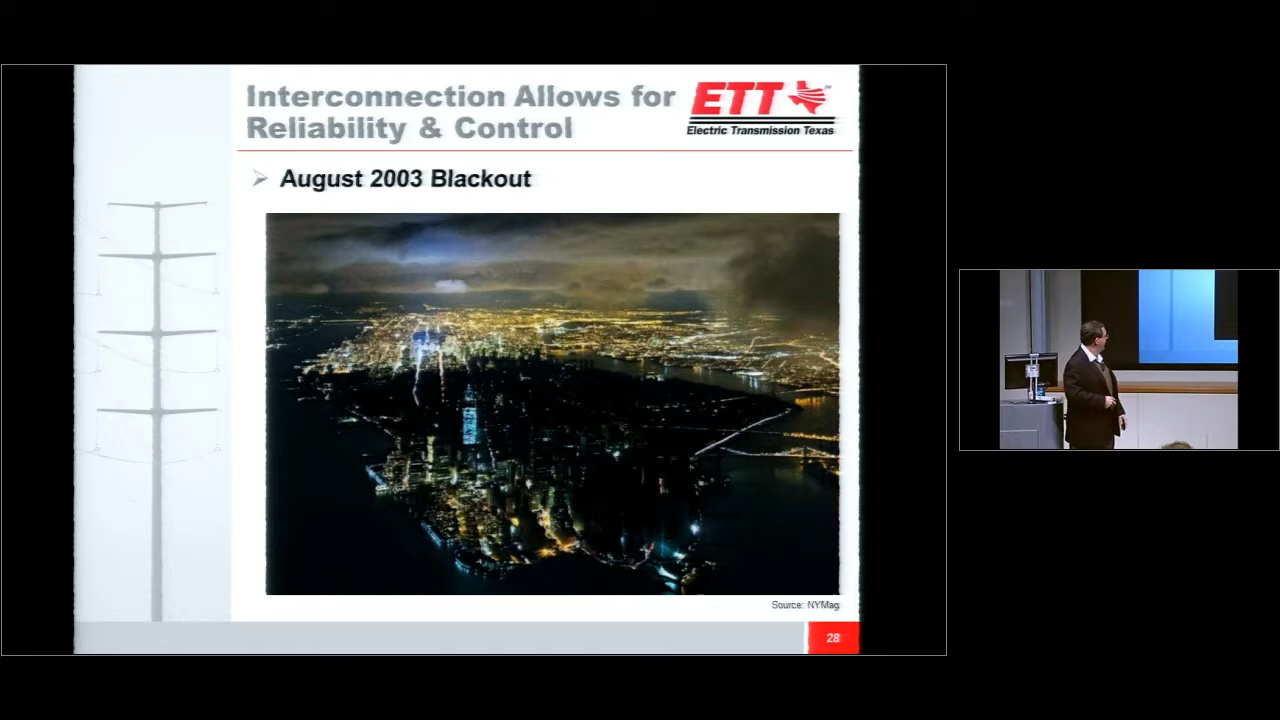 Interconnection Allows for
Reliability & Control
ETT
Electric Transmission Texas
August 2003 Blackout
Source: NYMag
28